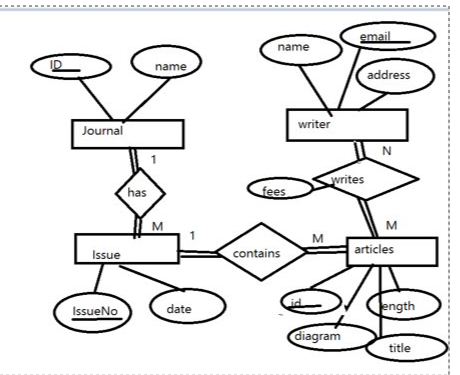 ID
name
Journal
1
has
M
Issue
IssueNo
date
1
contains
M
name
email
address
writer
N
writes
fees
M
articles
id
ength
diagram
title